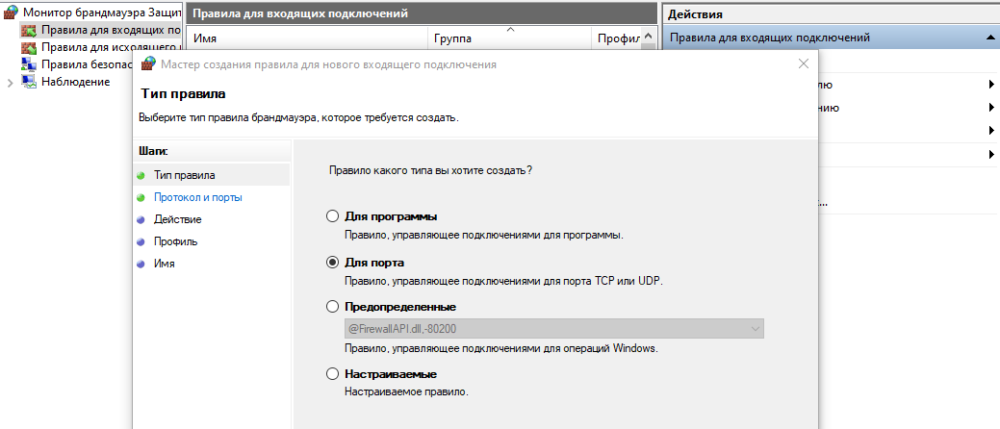 Монитор брандмауэра Защит
Правила для входящих по
Правила для исходящего
Правила безопас
Наблюдение
Правила для входящих подключений
Имя
Группа
Профил
Действия
Правила для входящих подключений
лю
нию
...
Мастер создания правила для нового входящего подключения
Тип правила
Выберите тип правила брандмауэра, которое требуется создать.
Шаги:
Тип правила
Протокол и порты
Действие
Профиль
Имя
Правило какого типа вы хотите создать?
Для программы
Правило, управляющее подключениями для программы.
Для порта
Правило, управляющее подключениями для порта TCP или UDP.
Предопределенные
@FirewallAPI.dll,-80200
Правило, управляющее подключениями для операций Windows.
Настраиваемые
Настраиваемое правило.